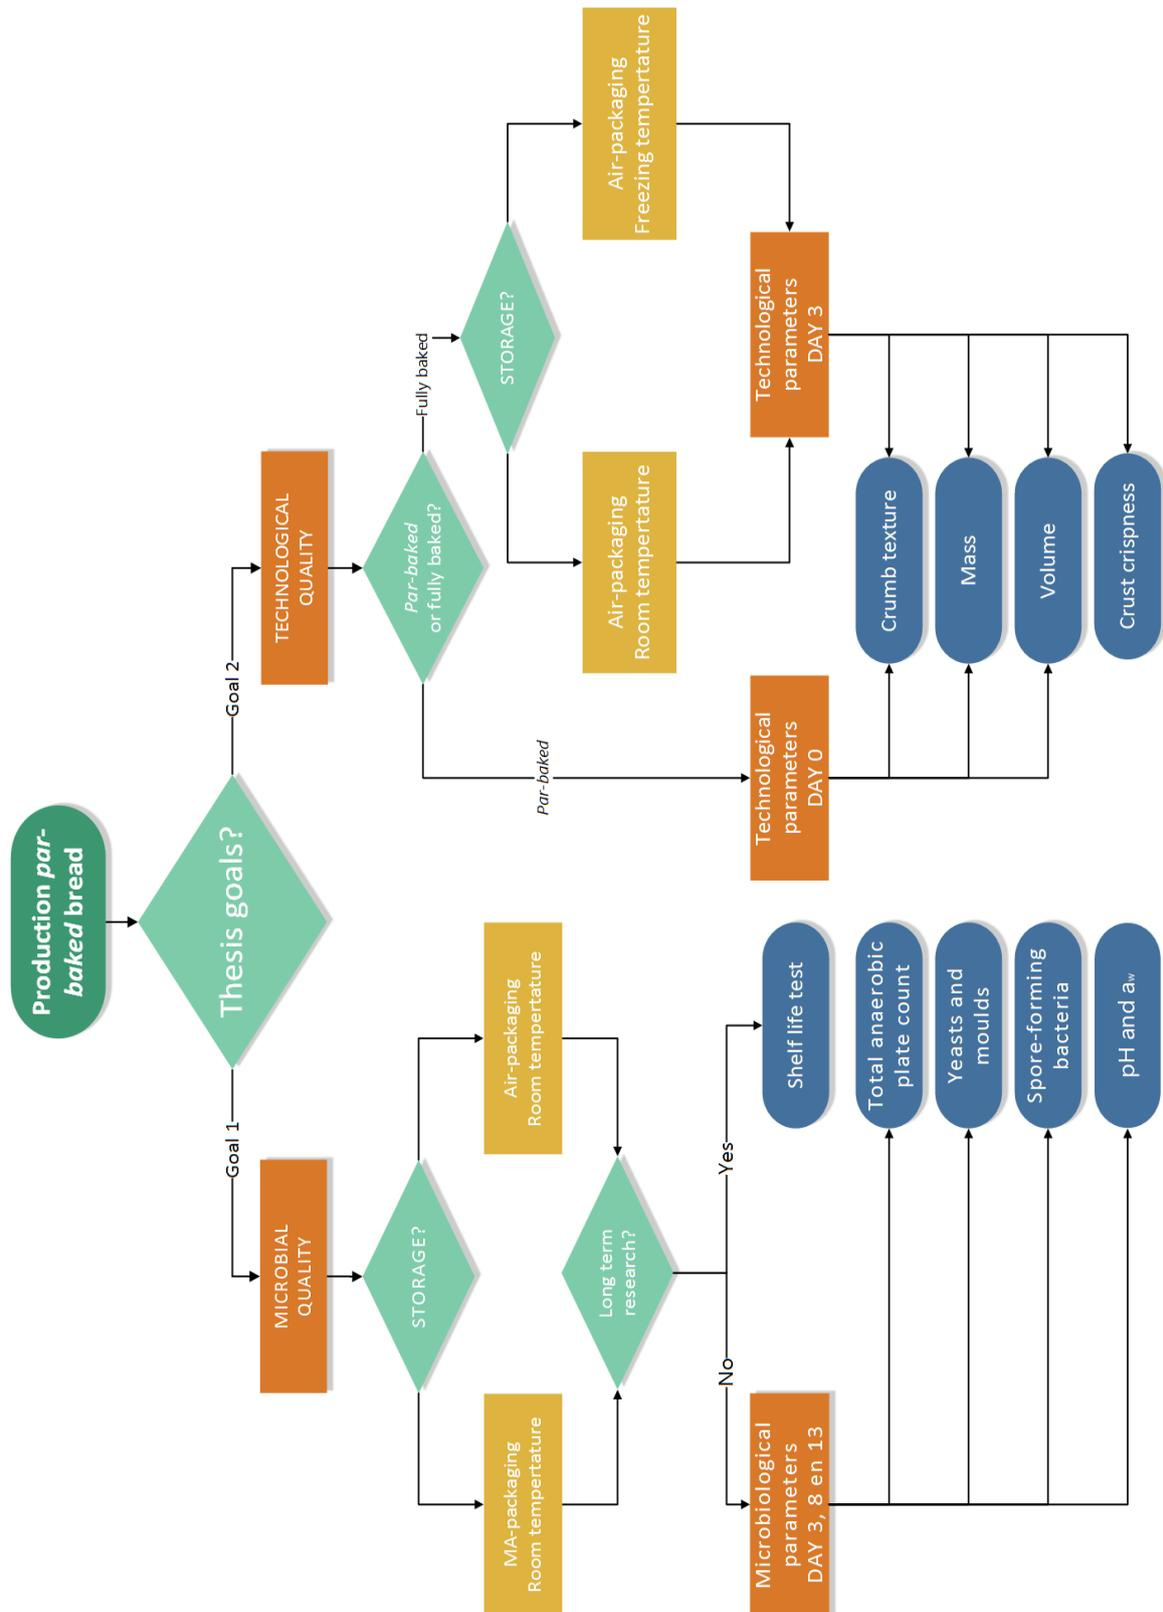 Production par-
baked bread
Thesis goals?
Goal 1
Goal 2
MICROBIAL
QUALITY
TECHNOLOGICAL
QUALITY
STORAGE?
Par-baked
or fully baked?
Fully baked
STORAGE?
MA-packaging
Room tempertature
Air-packaging
Room tempertature
Par-baked
Air-packaging
Room tempertature
Air-packaging
Freezing tempertature
Long term
research?
No
Yes
Microbiological
parameters
DAY 3, 8 en 13
Shelf life test
Technological
parameters
DAY 0
Technological
parameters
DAY 3
Total anaerobic
plate count
Yeasts and
moulds
Spore-forming
bacteria
pH and aw
Crumb texture
Mass
Volume
Crust crispness